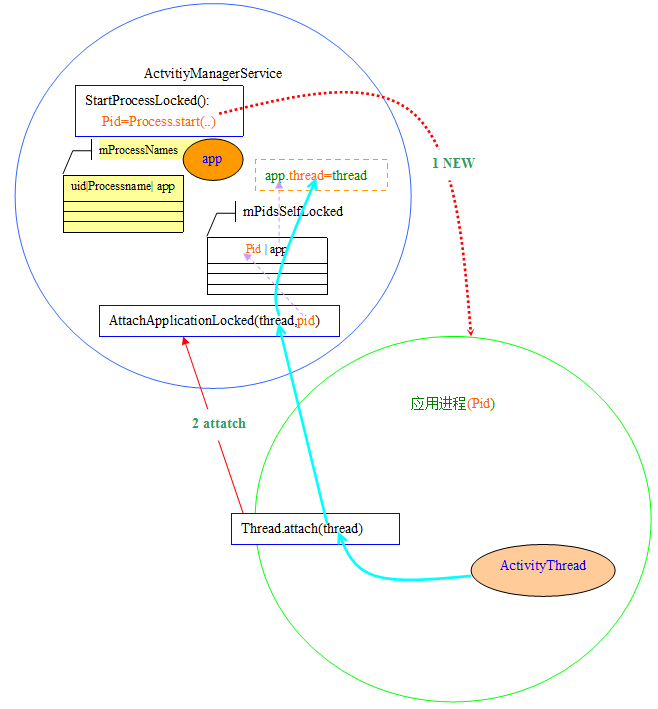 ActvitiyManagerService
StartProcessLocked():
Pid=Process.start(..)
mProcessNames
app
1 NEW
app.thread=thread
uid|Processname| app
mPidsSelfLocked
Pid | app
AttachApplicationLocked(thread,pid)
应用进程(Pid)
2 attatch
Thread.attach(thread)
ActivityThread